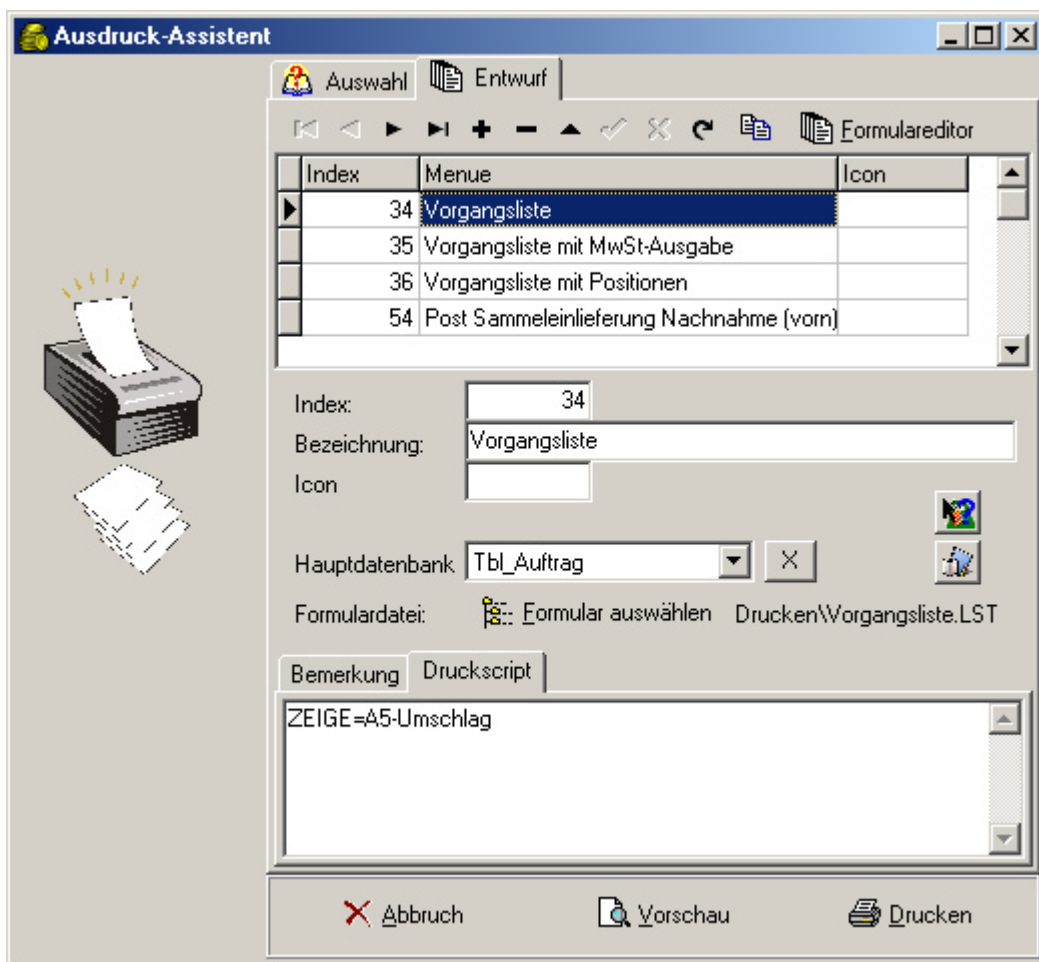 Ausdruck-Assistent
Auswahl Entwurf
Formulareditor
Index Menue Icon
34 Vorgangsliste
35 Vorgangsliste mit MwSt-Ausgabe
36 Vorgangsliste mit Positionen
54 Post Sammeleinlieferung Nachnahme (vorn)
Index: 34
Bezeichnung: Vorgangsliste
Icon
Hauptdatenbank Tbl_Auftrag X
Formulardatei: Formular auswählen Drucken\Vorgangsliste.LST
Bemerkung Druckscript
ZEIGE=A5-Umschlag
Abbruch Vorschau Drucken